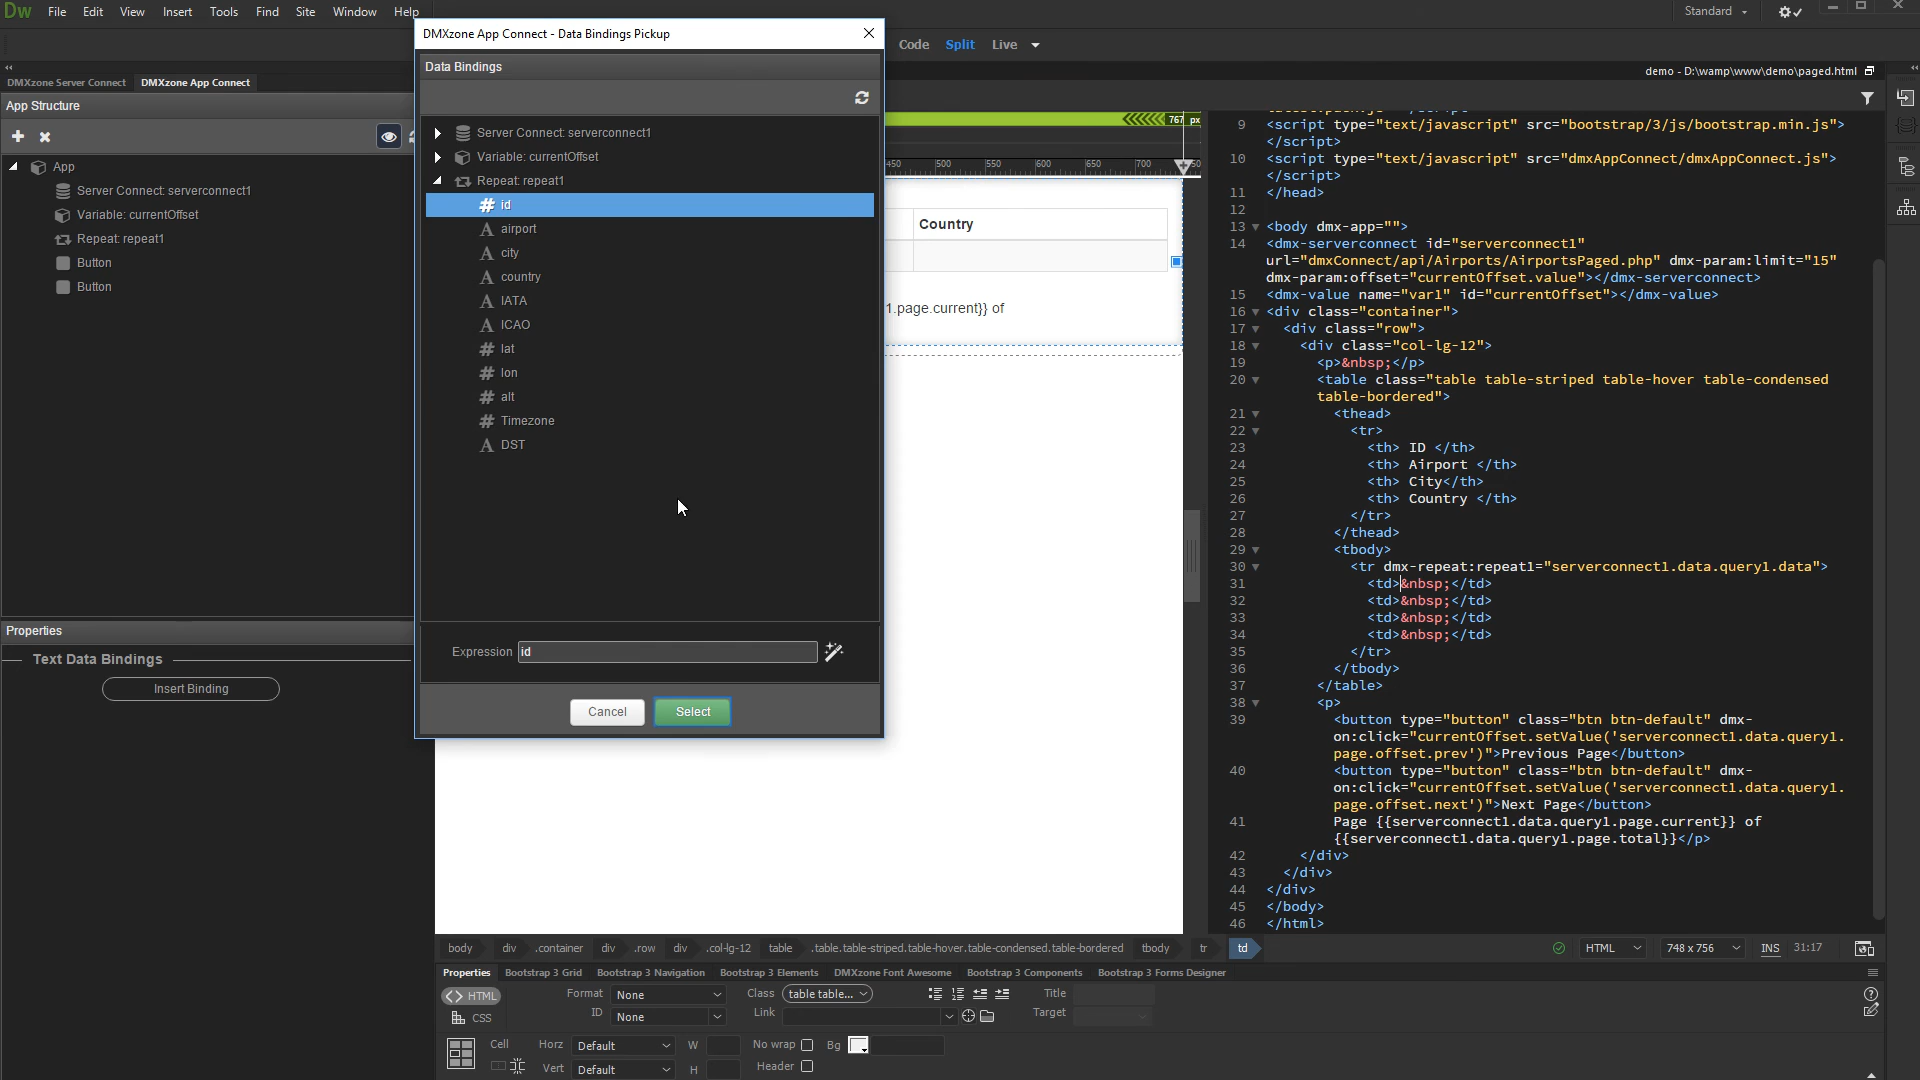 Dw File Edit View Insert Tools Find Site Window Help
Standard
DMXzone App Connect - Data Bindings Pickup
Code Split Live
demo - D:\wamp\www\demo\paged.html
DMXzone Server Connect DMXzone App Connect
App Structure
App
Server Connect: serverconnect1
Variable: currentOffset
Repeat: repeat1
Button
Button
Properties
Text Data Bindings
Insert Binding
Data Bindings
Server Connect: serverconnect1
Variable: currentOffset
Repeat: repeat1
# id
A airport
A city
A country
A IATA
A ICAO
# lat
# lon
# alt
# Timezone
A DST
Expression id
Cancel Select
767 px
450 500 550 600 650 700 50
Country
1.page.current}} of
9 <script type="text/javascript" src="bootstrap/3/js/bootstrap.min.js">
</script>
10 <script type="text/javascript" src="dmxAppConnect/dmxAppConnect.js">
</script>
11 </head>
12
13 <body dmx-app="">
14 <dmx-serverconnect id="serverconnect1"
url="dmxConnect/api/Airports/AirportsPaged.php" dmx-param:limit="15"
dmx-param:offset="currentOffset.value"></dmx-serverconnect>
15 <dmx-value name="var1" id="currentOffset"></dmx-value>
16 <div class="container">
17 <div class="row">
18 <div class="col-lg-12">
19 <p>&nbsp;</p>
20 <table class="table table-striped table-hover table-condensed
table-bordered">
21 <thead>
22 <tr>
23 <th> ID </th>
24 <th> Airport </th>
25 <th> City</th>
26 <th> Country </th>
27 </tr>
28 </thead>
29 <tbody>
30 <tr dmx-repeat:repeat1="serverconnect1.data.query1.data">
31 <td>&nbsp;</td>
32 <td>&nbsp;</td>
33 <td>&nbsp;</td>
34 <td>&nbsp;</td>
35 </tr>
36 </tbody>
37 </table>
38 <p>
39 <button type="button" class="btn btn-default" dmx-
on:click="currentOffset.setValue('serverconnect1.data.query1.
page.offset.prev')">Previous Page</button>
40 <button type="button" class="btn btn-default" dmx-
on:click="currentOffset.setValue('serverconnect1.data.query1.
page.offset.next')">Next Page</button>
41 Page {{serverconnect1.data.query1.page.current}} of
{{serverconnect1.data.query1.page.total}}</p>
42 </div>
43 </div>
44 </div>
45 </body>
46 </html>
body div .container div .row div .col-lg-12 table .table.table-striped.table-hover.table-condensed.table-bordered tbody tr td
HTML 748 x 756 INS 31:17
Properties Bootstrap 3 Grid Bootstrap 3 Navigation Bootstrap 3 Elements DMXzone Font Awesome Bootstrap 3 Components Bootstrap 3 Forms Designer
<> HTML Format None Class table table... Title
CSS ID None Link Target
Cell Horz Default W No wrap Bg
Vert Default H Header